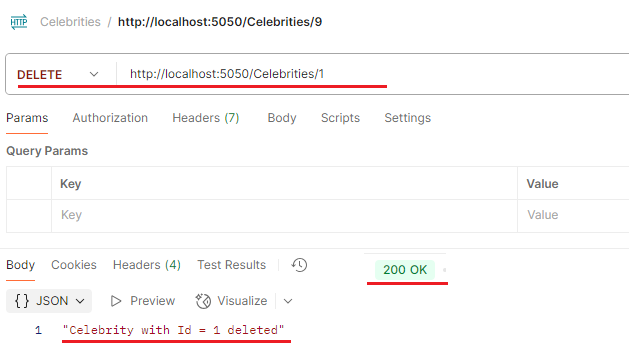 HTTP Celebrities / http://localhost:5050/Celebrities/9
DELETE http://localhost:5050/Celebrities/1
Params Authorization Headers (7) Body Scripts Settings
Query Params
Key Value
Key Value
Body Cookies Headers (4) Test Results 200 OK
{} JSON Preview Visualize
1 "Celebrity with Id = 1 deleted"